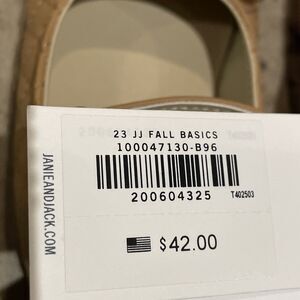 23 JJ FALL BASICS
100047130-B96
200604325
T402503
$42.00
JANIEANDJACK.COM